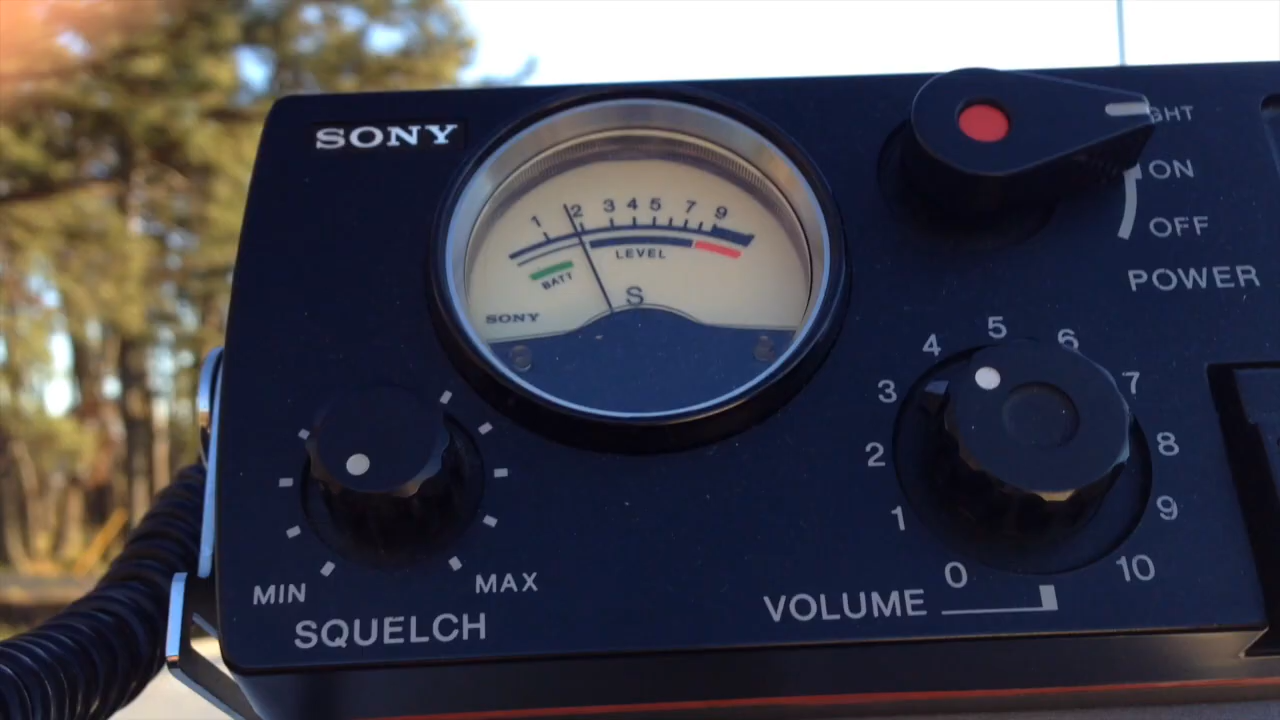 SONY
1 2 3 4 5 7 9
LEVEL
BATT
S
SONY
ON
OFF
POWER
0 1 2 3 4 5 6 7 8 9 10
VOLUME
MIN MAX
SQUELCH